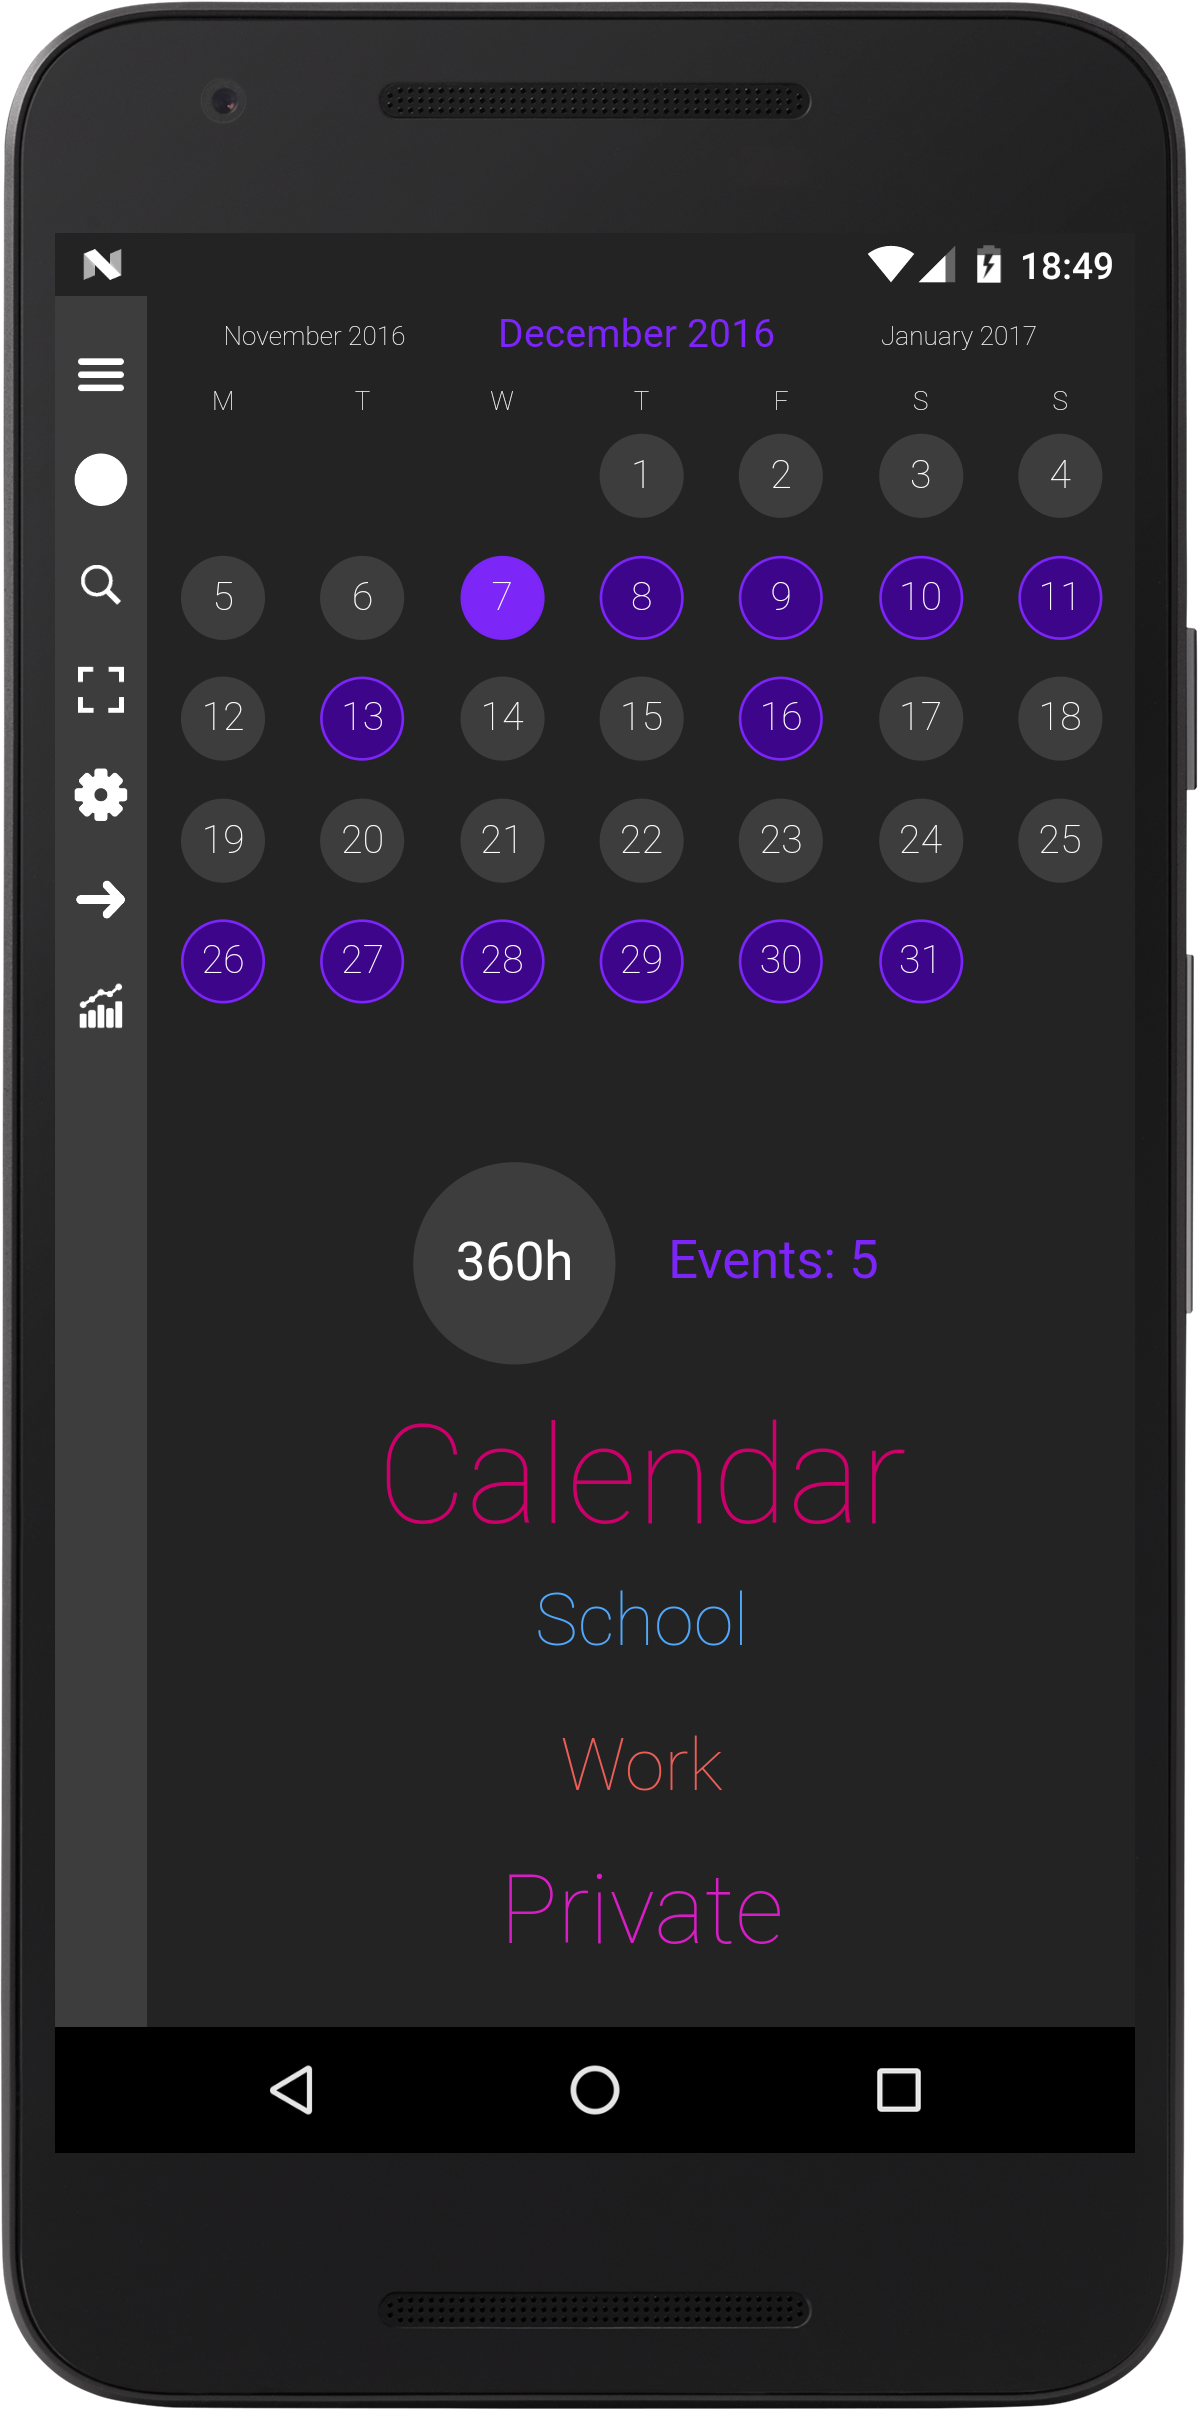 18:49
November 2016 December 2016 January 2017
M T W T F S S
1 2 3 4
5 6 7 8 9 10 11
12 13 14 15 16 17 18
19 20 21 22 23 24 25
26 27 28 29 30 31
360h Events: 5
Calendar
School
Work
Private